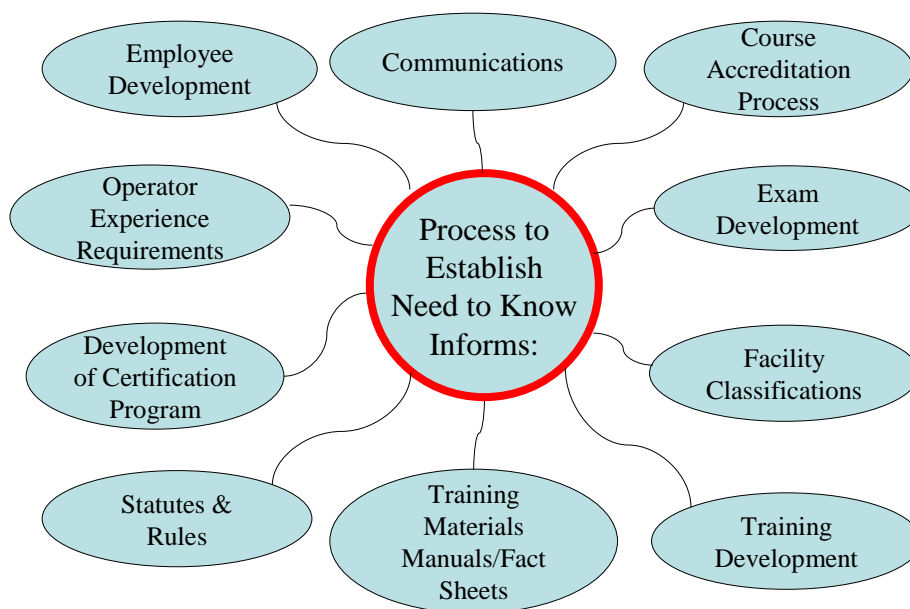 Employee
Development
Communications
Course
Accreditation
Process
Operator
Experience
Requirements
Process to
Establish
Need to Know
Informs:
Exam
Development
Development
of Certification
Program
Facility
Classifications
Statutes &
Rules
Training
Materials
Manuals/Fact
Sheets
Training
Development